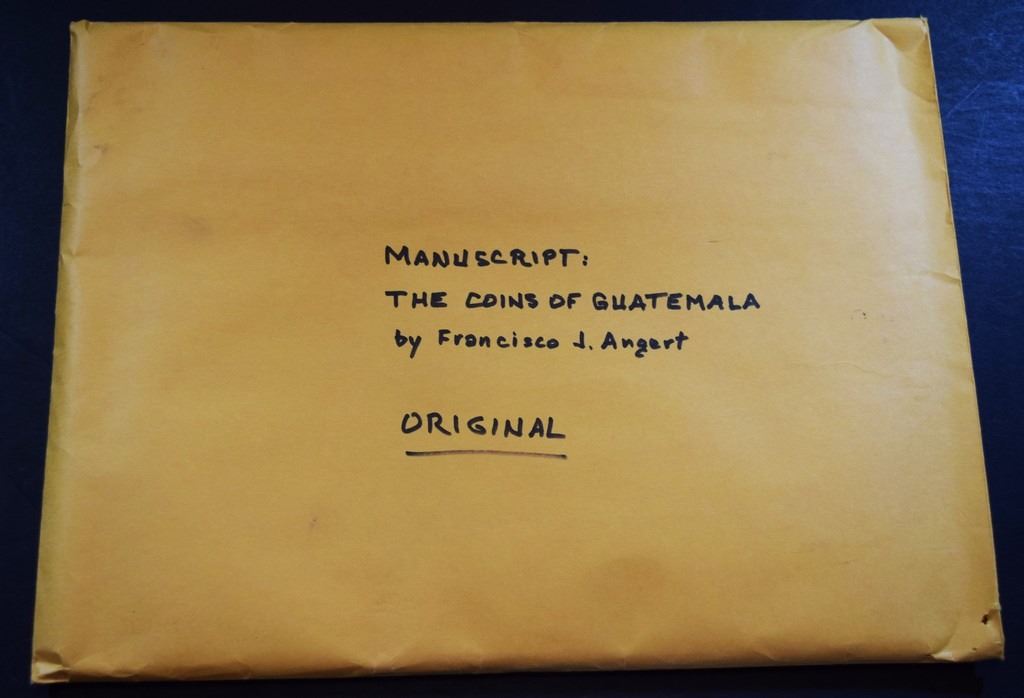 MANUSCRIPT:
THE COINS OF GUATEMALA
by Francisco J. Angert
ORIGINAL